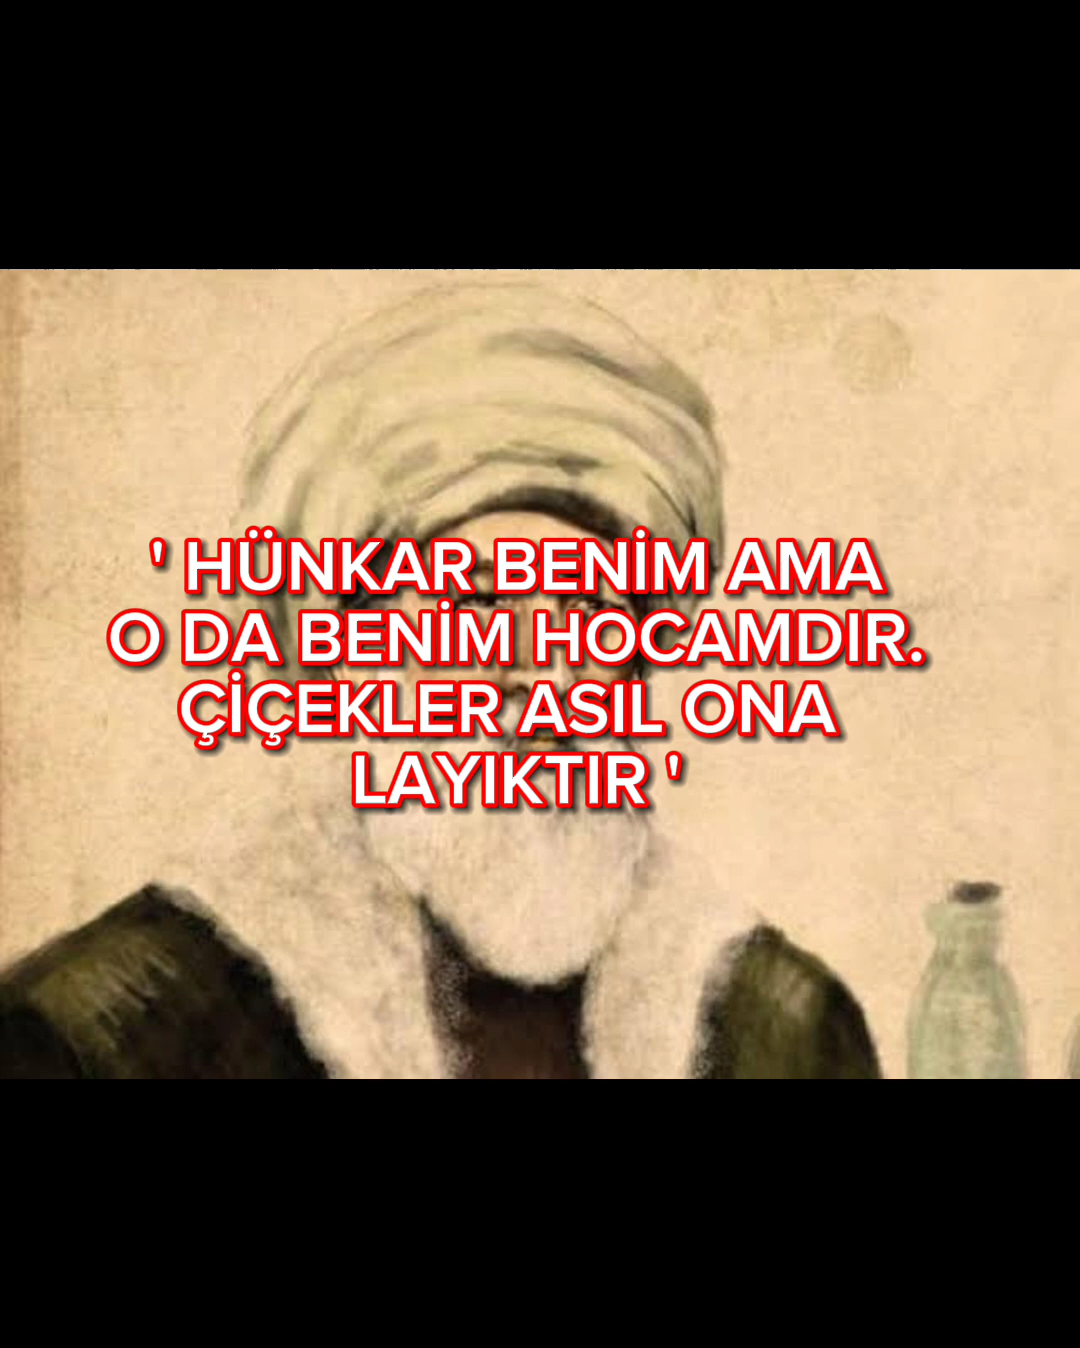 ' HÜNKAR BENİM AMA
O DA BENİM HOCAMDIR.
ÇİÇEKLER ASIL ONA
LAYIKTIR '